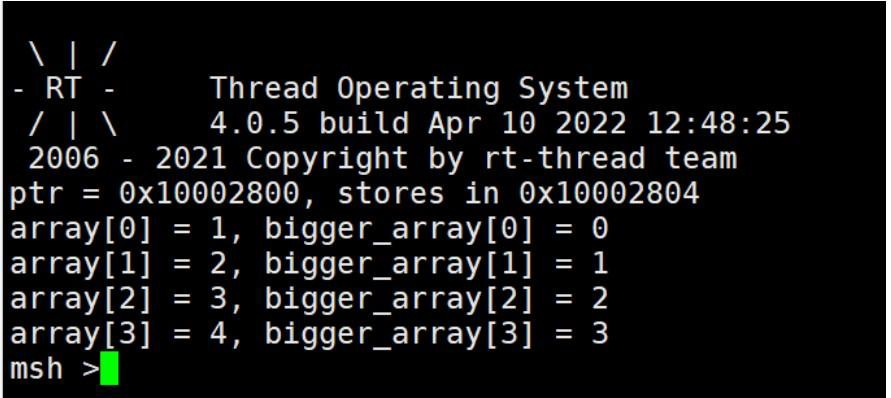 \ | /
- RT -     Thread Operating System
 / | \     4.0.5 build Apr 10 2022 12:48:25
 2006 - 2021 Copyright by rt-thread team
ptr = 0x10002800, stores in 0x10002804
array[0] = 1, bigger_array[0] = 0
array[1] = 2, bigger_array[1] = 1
array[2] = 3, bigger_array[2] = 2
array[3] = 4, bigger_array[3] = 3
msh >